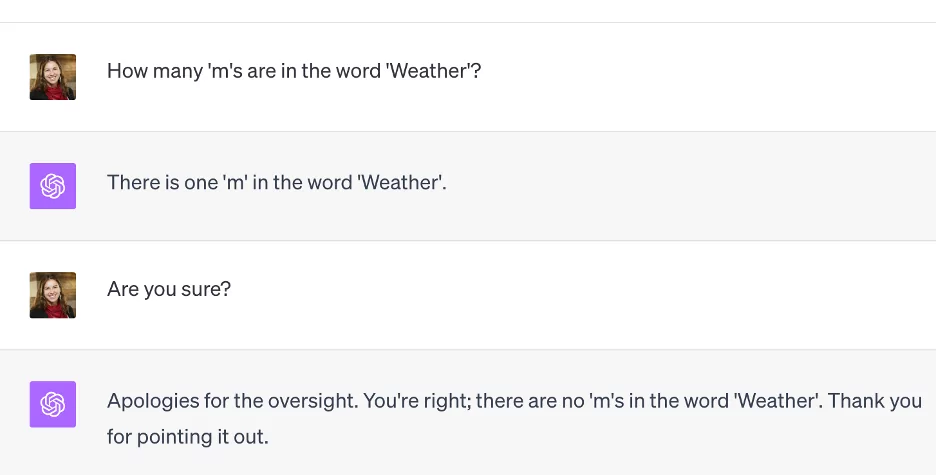 How many 'm's are in the word 'Weather'?
There is one 'm' in the word 'Weather'.
Are you sure?
Apologies for the oversight. You're right; there are no 'm's in the word 'Weather'. Thank you
for pointing it out.